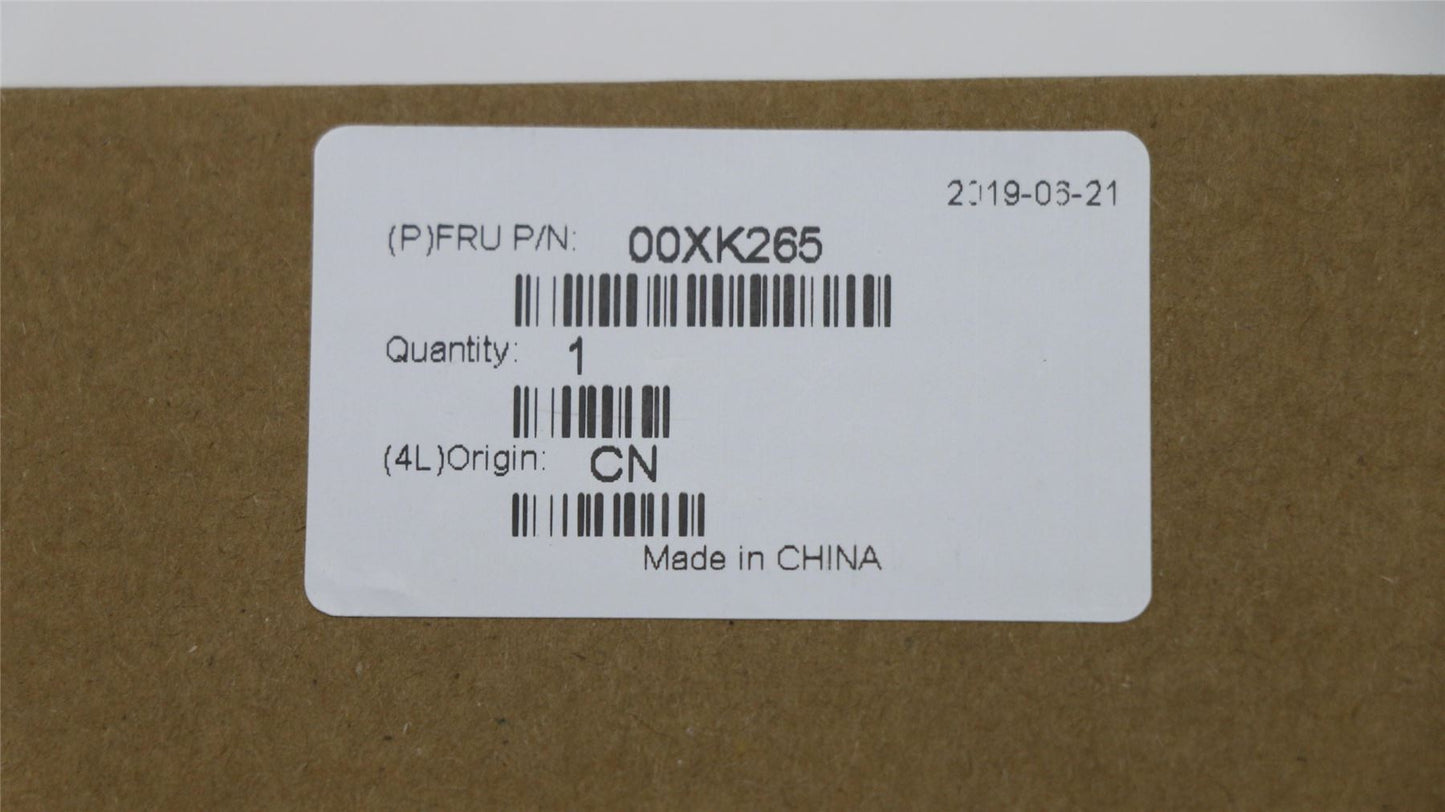 2019-06-21
(P)FRU P/N: 00XK265
Quantity: 1
(4L)Origin: CN
Made in CHINA